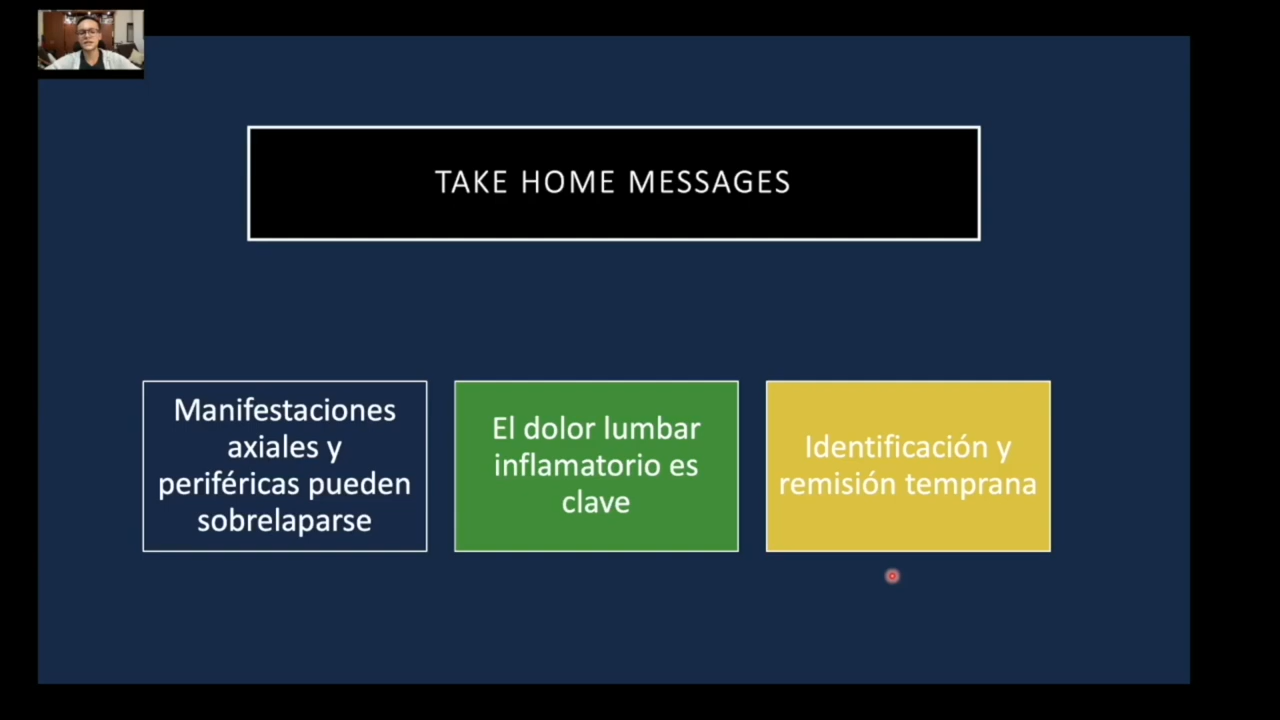 TAKE HOME MESSAGES
Manifestaciones
axiales y
periféricas pueden
sobrelaparse
El dolor lumbar
inflamatorio es
clave
Identificación y
remisión temprana